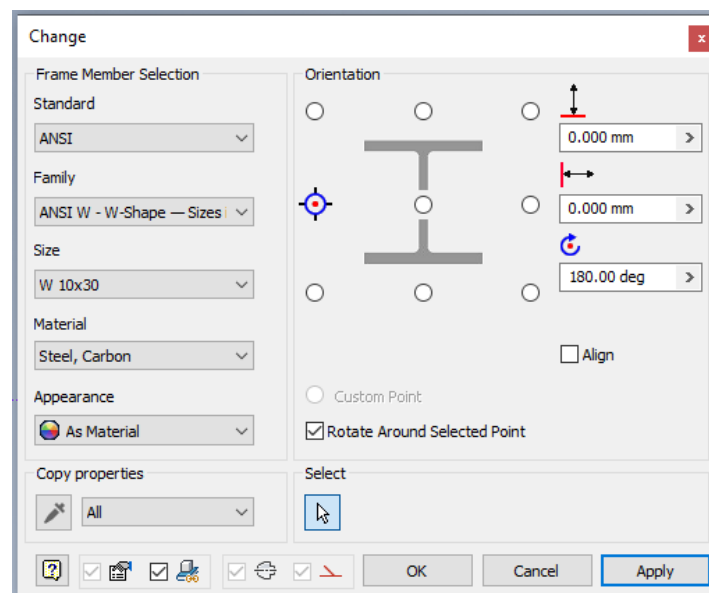 Change
x
Frame Member Selection
Standard
ANSI
Family
ANSI W - W-Shape — Sizes i
Size
W 10x30
Material
Steel, Carbon
Appearance
As Material
Copy properties
All
Orientation
0.000 mm >
0.000 mm >
180.00 deg >
Align
Custom Point
Rotate Around Selected Point
Select
?
OK
Cancel
Apply